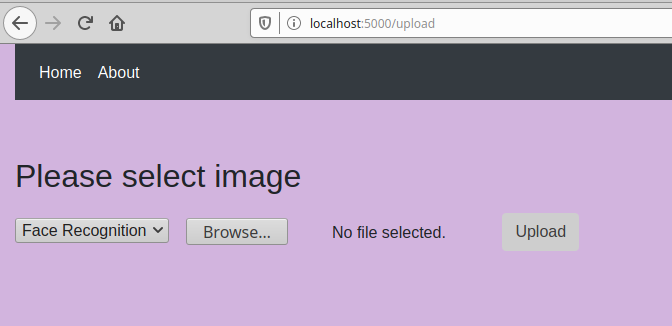 localhost:5000/upload
Home About
Please select image
Face Recognition Browse... No file selected. Upload